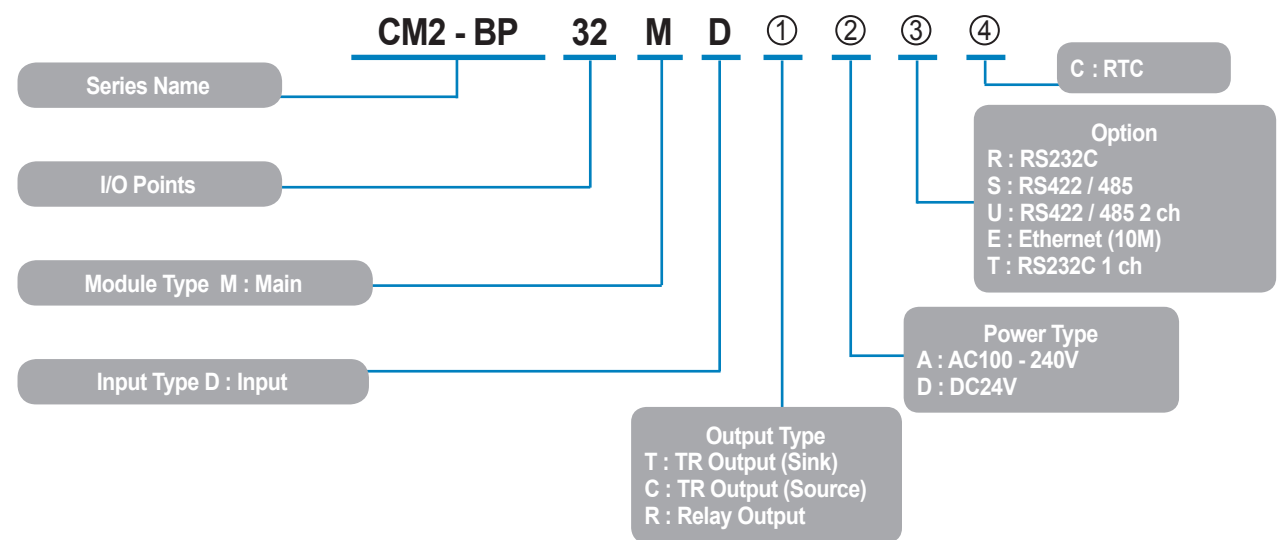 CM2 - BP 32 M D ① ② ③ ④
Series Name
I/O Points
Module Type M : Main
Input Type D : Input
C : RTC
Option
R : RS232C
S : RS422 / 485
U : RS422 / 485 2 ch
E : Ethernet (10M)
T : RS232C 1 ch
Power Type
A : AC100 - 240V
D : DC24V
Output Type
T : TR Output (Sink)
C : TR Output (Source)
R : Relay Output